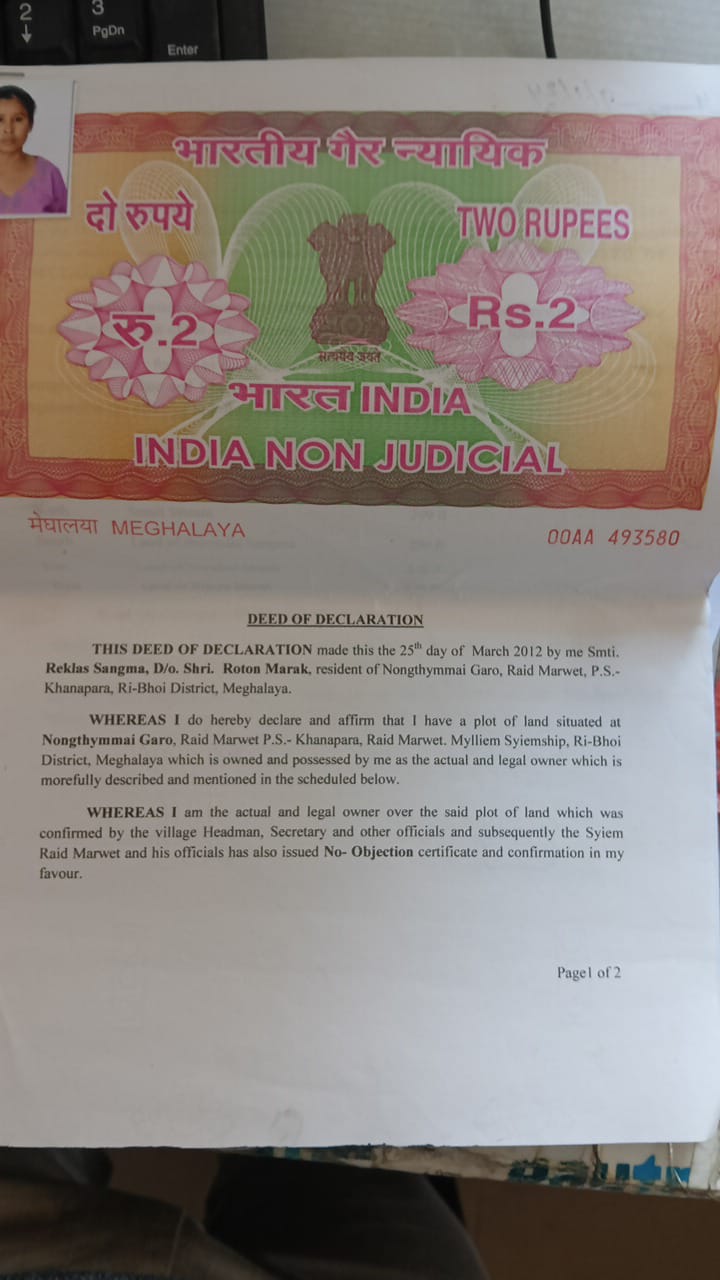 2
↓
3
PgDn
Enter
भारतीय गैर न्यायिक
दो रुपये
TWO RUPEES
रु.2
Rs.2
सत्यमेव जयते
भारत INDIA
INDIA NON JUDICIAL
मेघालया MEGHALAYA
00AA 493580
DEED OF DECLARATION
THIS DEED OF DECLARATION made this the 25th day of March 2012 by me Smti.
Reklas Sangma, D/o. Shri. Roton Marak, resident of Nongthymmai Garo, Raid Marwet, P.S.-
Khanapara, Ri-Bhoi District, Meghalaya.
WHEREAS I do hereby declare and affirm that I have a plot of land situated at
Nongthymmai Garo, Raid Marwet P.S.- Khanapara, Raid Marwet. Mylliem Syiemship, Ri-Bhoi
District, Meghalaya which is owned and possessed by me as the actual and legal owner which is
morefully described and mentioned in the scheduled below.
WHEREAS I am the actual and legal owner over the said plot of land which was
confirmed by the village Headman, Secretary and other officials and subsequently the Syiem
Raid Marwet and his officials has also issued No- Objection certificate and confirmation in my
favour.
Page1 of 2